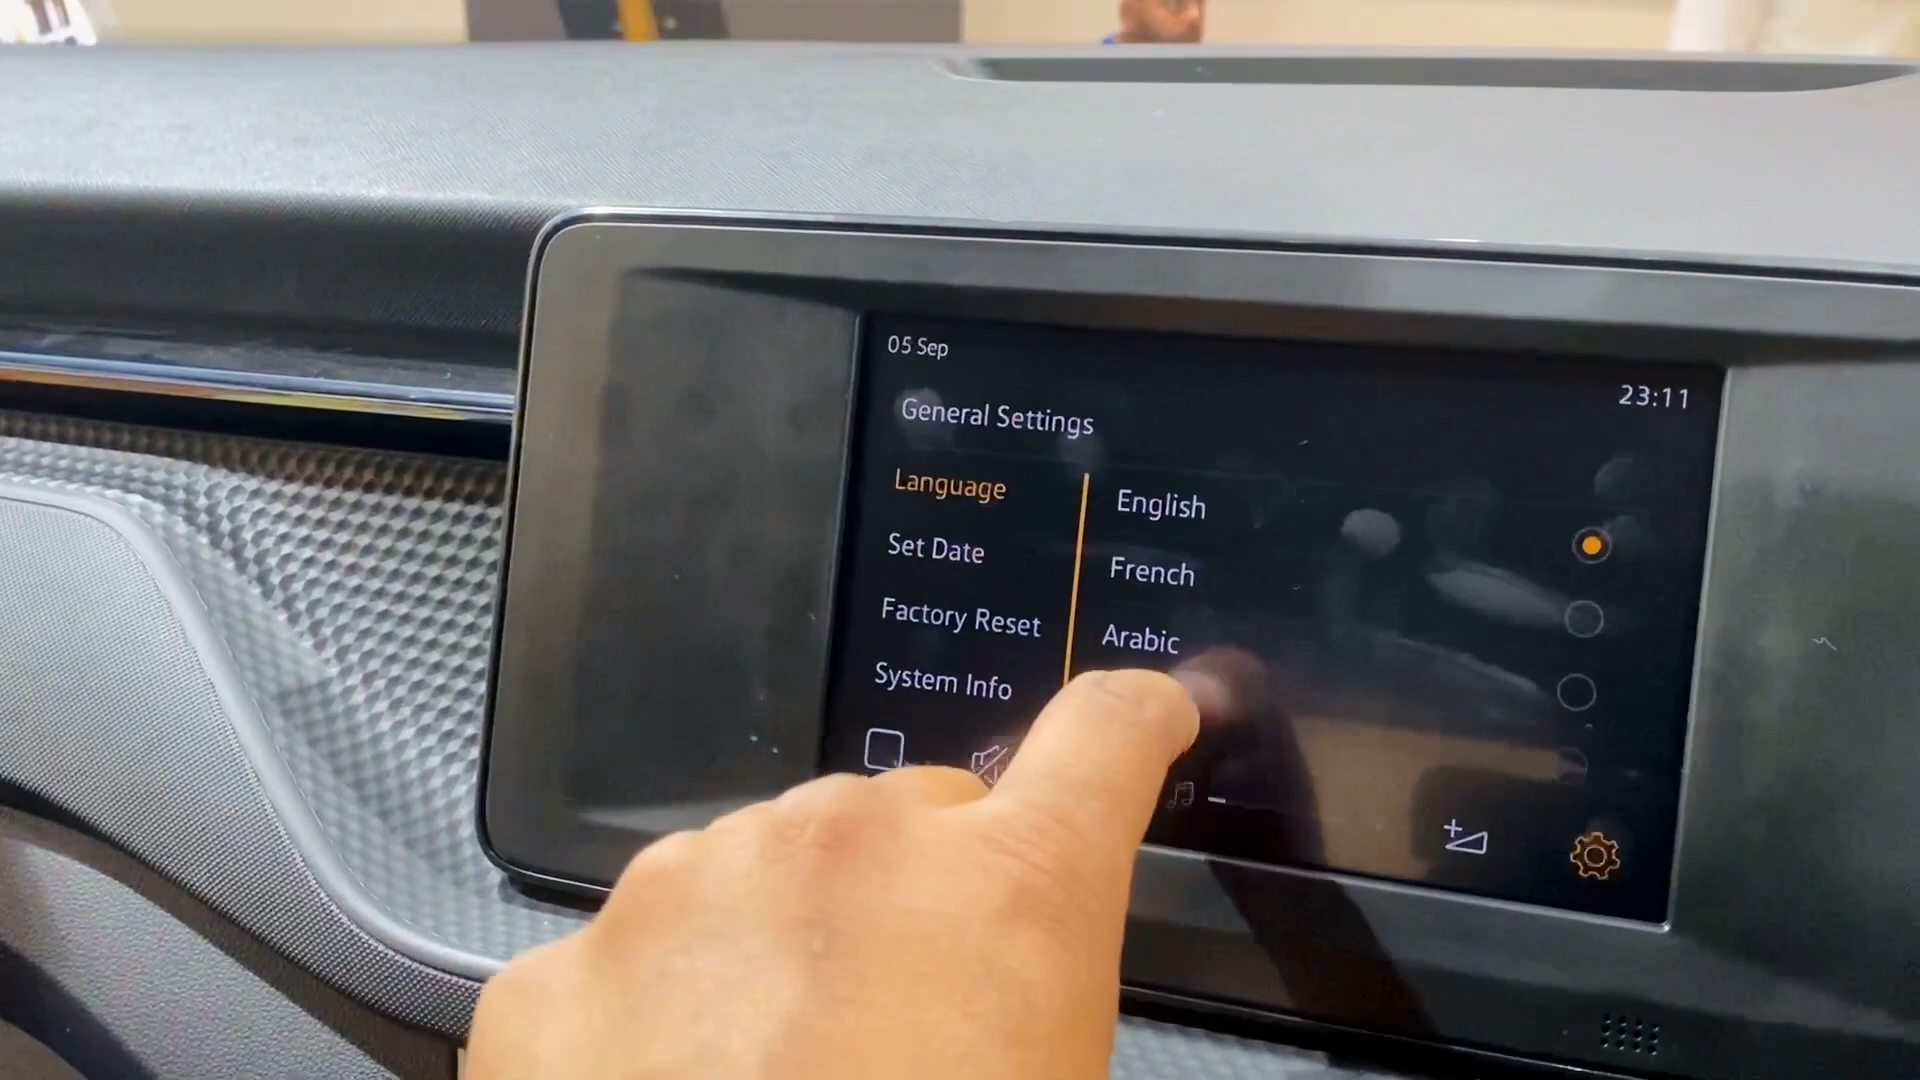 05 Sep
23:11
General Settings
Language
Set Date
Factory Reset
System Info
English
French
Arabic